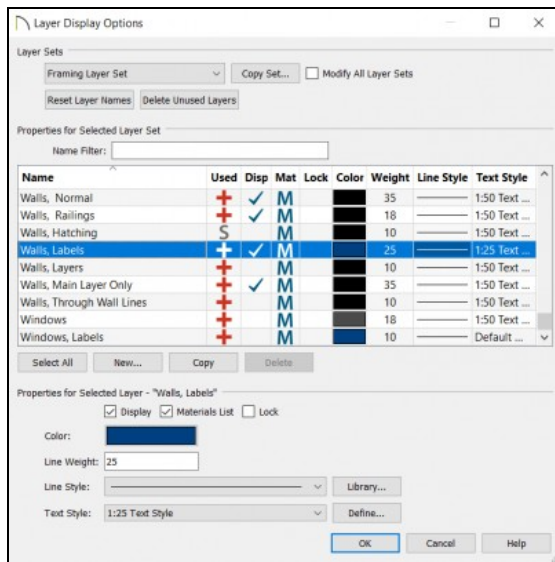 Layer Display Options
Layer Sets
Framing Layer Set Copy Set... Modify All Layer Sets
Reset Layer Names Delete Unused Layers
Properties for Selected Layer Set
Name Filter:
Name Used Disp Mat Lock Color Weight Line Style Text Style
Walls, Normal M 35 1:50 Text ...
Walls, Railings M 18 1:50 Text ...
Walls, Hatching S M 10 1:50 Text ...
Walls, Labels M 25 1:25 Text ...
Walls, Layers M 10 1:50 Text ...
Walls, Main Layer Only M 35 1:50 Text ...
Walls, Through Wall Lines M 10 1:50 Text ...
Windows M 18 1:50 Text ...
Windows, Labels M 10 Default ...
Select All New... Copy Delete
Properties for Selected Layer - "Walls, Labels"
Display Materials List Lock
Color:
Line Weight: 25
Line Style: Library...
Text Style: 1:25 Text Style Define...
OK Cancel Help